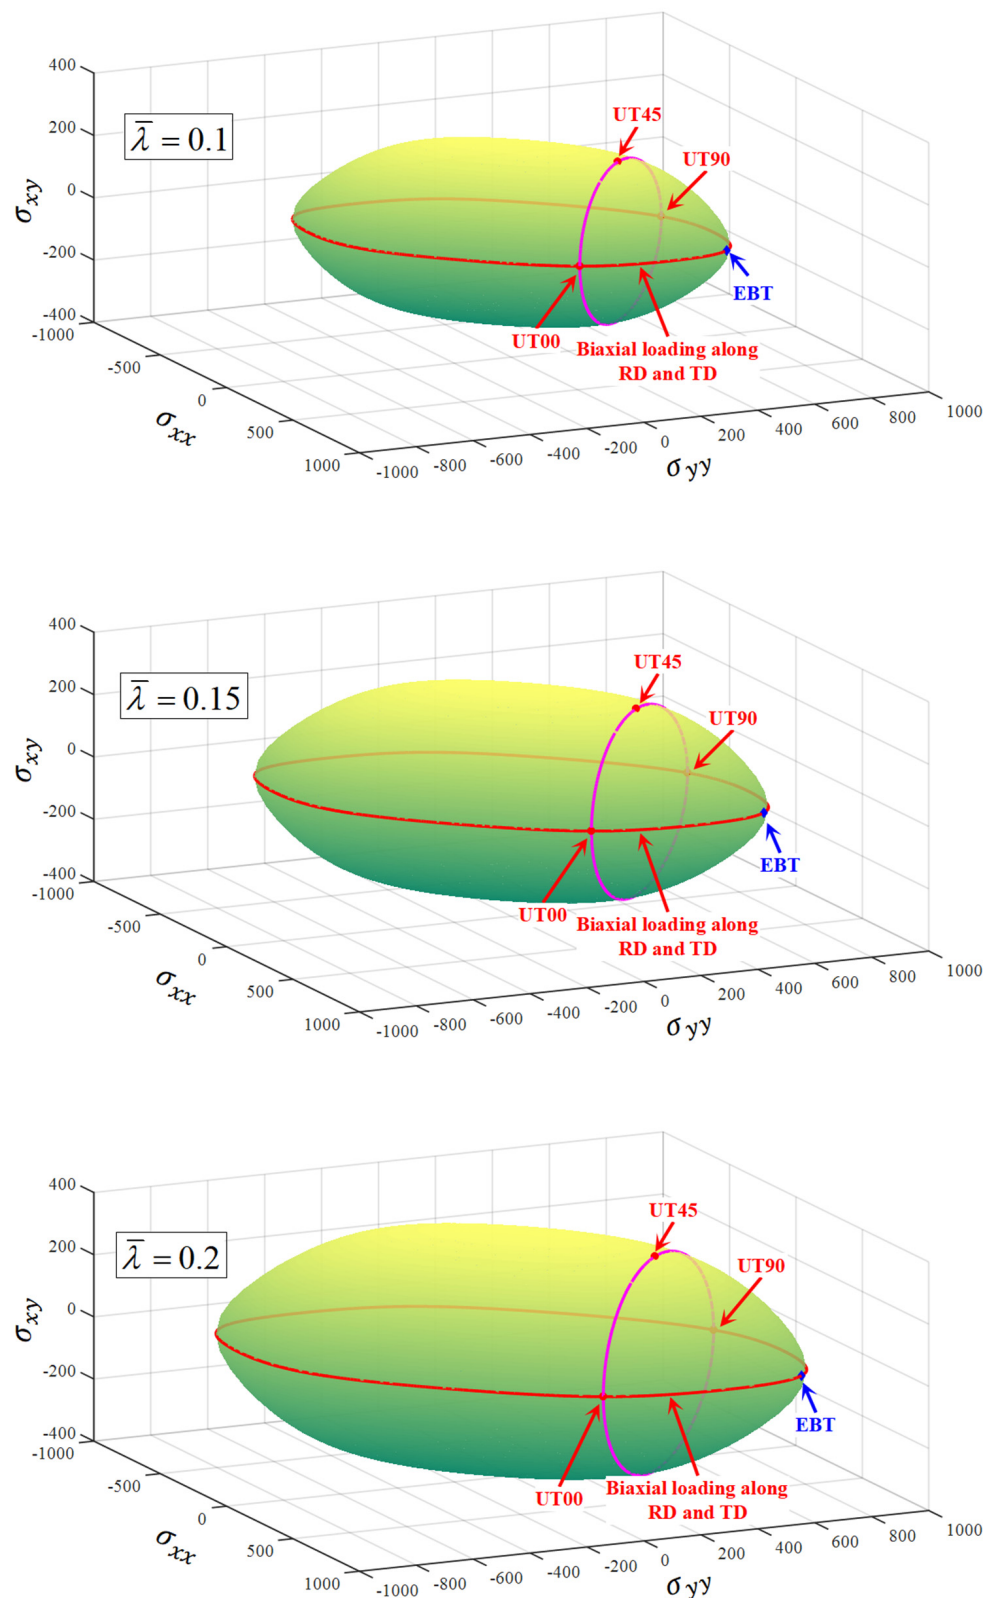 400
200
0
-200
-400
σxy
λ̅ = 0.1
UT45
UT90
EBT
UT00
Biaxial loading along
RD and TD
-1000
-500
0
500
1000
σxx
-1000
-800
-600
-400
-200
0
200
400
600
800
1000
σyy
400
200
0
-200
-400
σxy
λ̅ = 0.15
UT45
UT90
EBT
UT00
Biaxial loading along
RD and TD
-1000
-500
0
500
1000
σxx
-1000
-800
-600
-400
-200
0
200
400
600
800
1000
σyy
400
200
0
-200
-400
σxy
λ̅ = 0.2
UT45
UT90
EBT
UT00
Biaxial loading along
RD and TD
-1000
-500
0
500
1000
σxx
-1000
-800
-600
-400
-200
0
200
400
600
800
1000
σyy